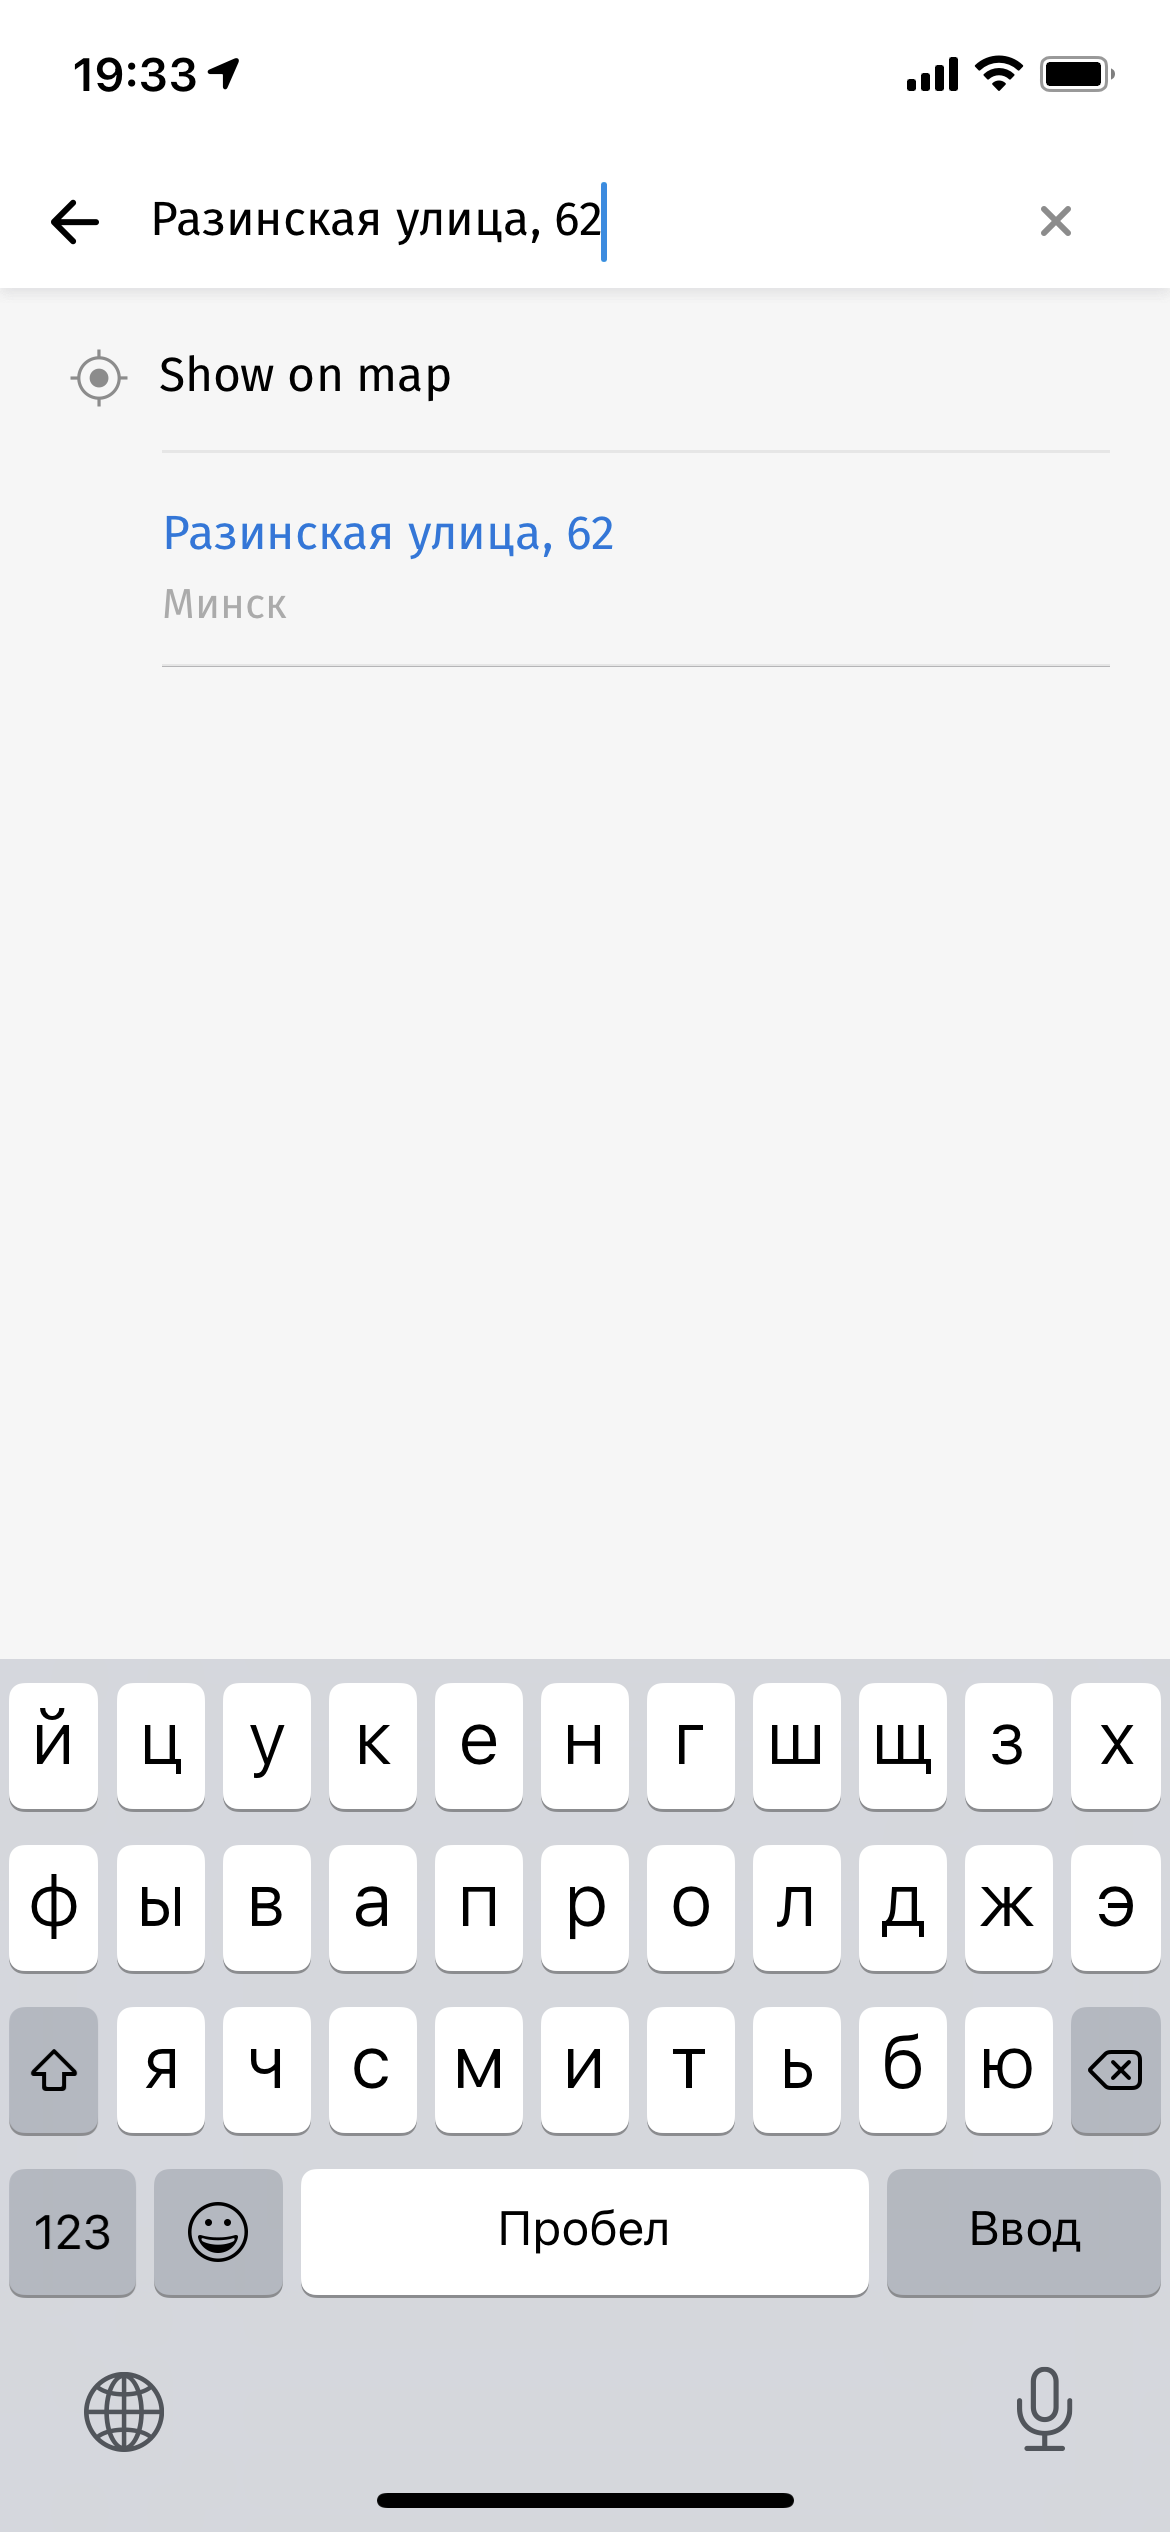 19:33
Разинская улица, 62
Show on map
Разинская улица, 62
Минск
й ц у к е н г ш щ з х
ф ы в а п р о л д ж э
я ч с м и т ь б ю
123 Пробел Ввод